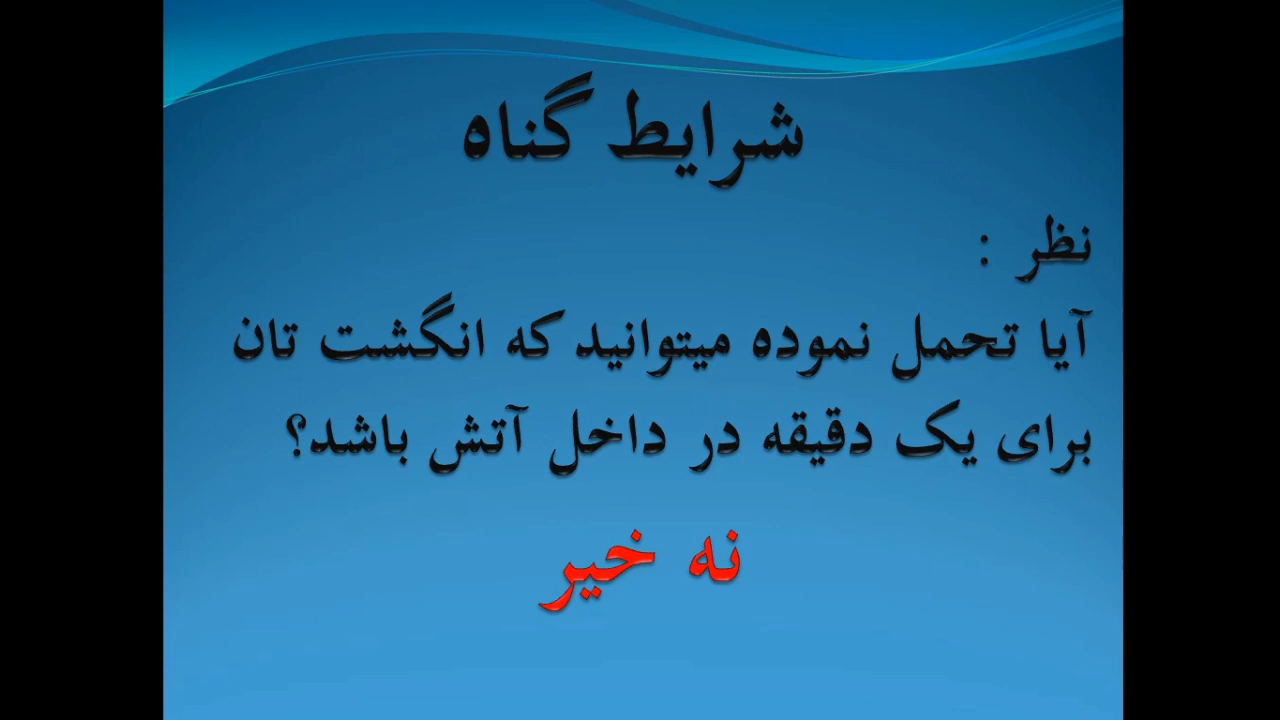 شرایط گناه
نظر :
آیا تحمل نموده میتوانید که انگشت تان
برای یک دقیقه در داخل آتش باشد؟
نه خیر